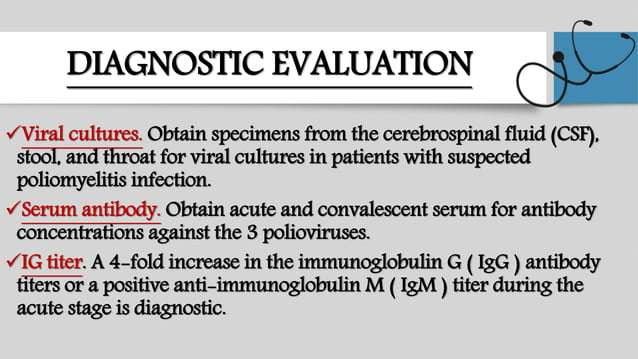 DIAGNOSTIC EVALUATION
✓Viral cultures. Obtain specimens from the cerebrospinal fluid (CSF),
stool, and throat for viral cultures in patients with suspected
poliomyelitis infection.
✓Serum antibody. Obtain acute and convalescent serum for antibody
concentrations against the 3 polioviruses.
✓IG titer. A 4-fold increase in the immunoglobulin G ( IgG ) antibody
titers or a positive anti-immunoglobulin M ( IgM ) titer during the
acute stage is diagnostic.